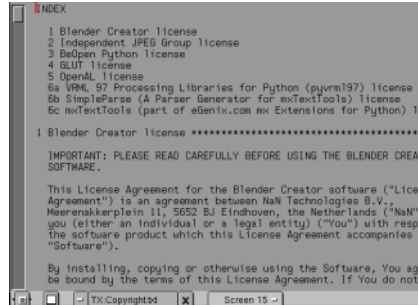 INDEX
1 Blender Creator license
2 Independent JPEG Group license
3 BeOpen Python license
4 GLUT license
5 OpenAL license
6a VRML 97 Processing Libraries for Python (pyvrml97) license
6b SimpleParse (A Parser Generator for mxTextTools) license
6c mxTextTools (part of eGenix.com mx Extensions for Python) l
1 Blender Creator license ************************************
IMPORTANT: PLEASE READ CAREFULLY BEFORE USING THE BLENDER CREA
SOFTWARE.
This License Agreement for the Blender Creator software ("Lice
Agreement") is an agreement between NaN Technologies B.V.,
Meerenakkerplein 11, 5652 BJ Eindhoven, the Netherlands ("NaN"
you (either an individual or a legal entity) ("You") with resp
the software product which this License Agreement accompanies
"Software").
By installing, copying or otherwise using the Software, You ag
be bound by the terms of this License Agreement. If You do not
TX:Copyright.bd X Screen 15